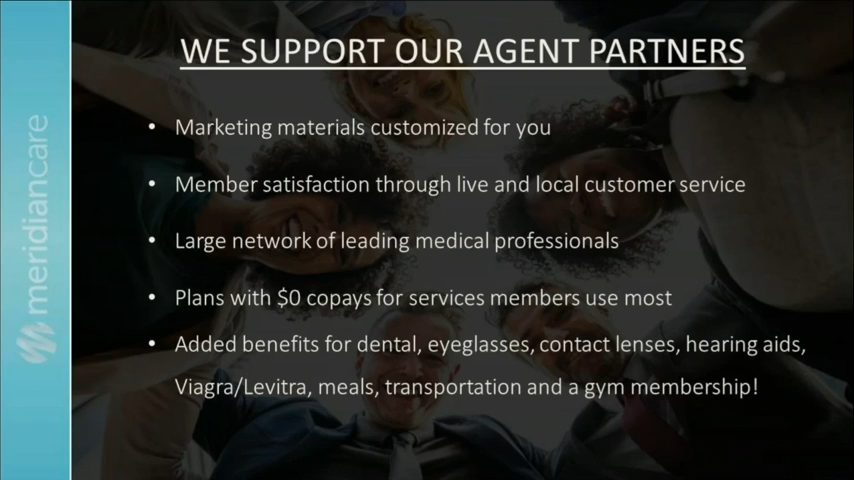 WE SUPPORT OUR AGENT PARTNERS
• Marketing materials customized for you
• Member satisfaction through live and local customer service
• Large network of leading medical professionals
• Plans with $0 copays for services members use most
• Added benefits for dental, eyeglasses, contact lenses, hearing aids,
Viagra/Levitra, meals, transportation and a gym membership!
meridiancare